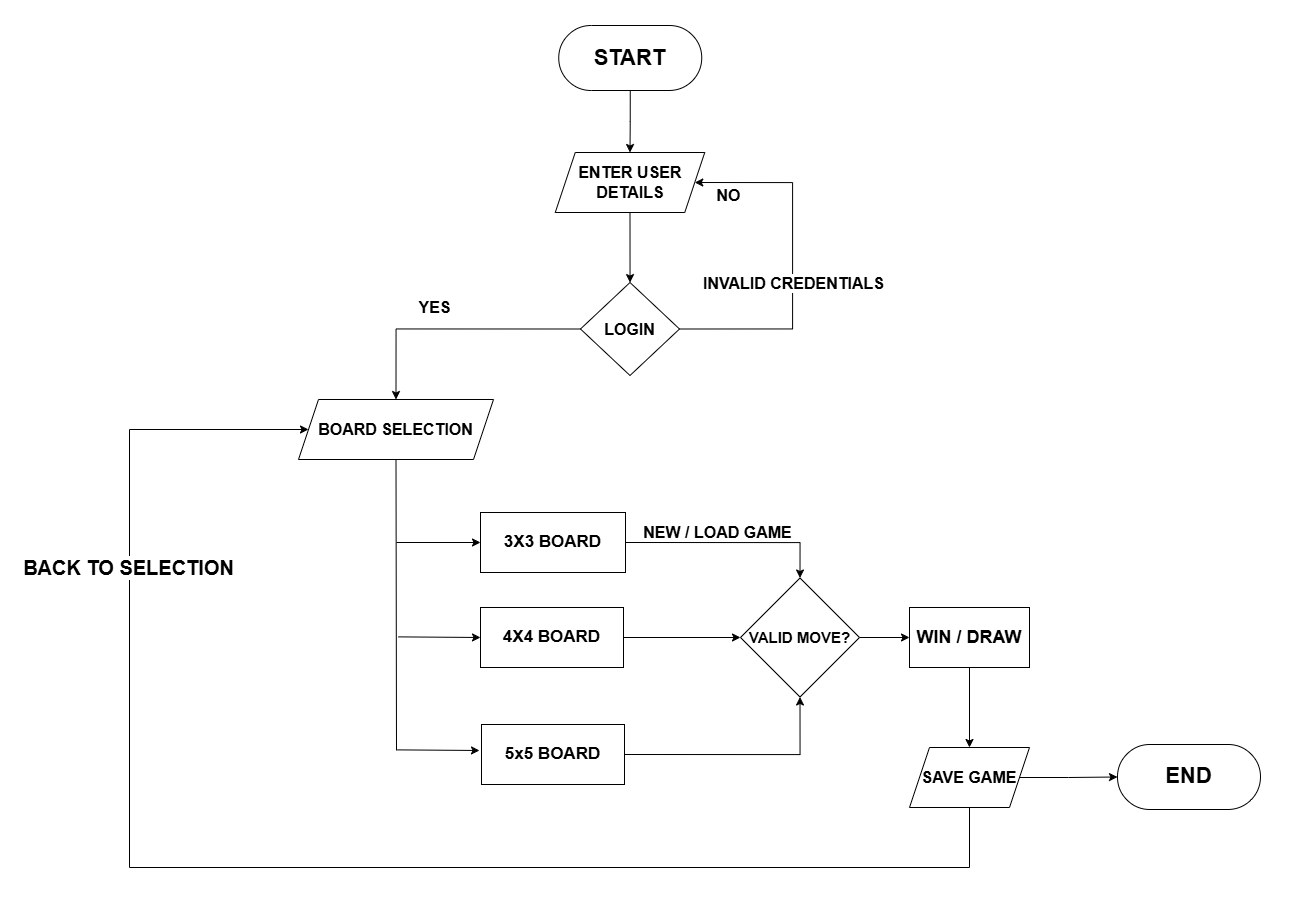 START
ENTER USER
DETAILS
NO
INVALID CREDENTIALS
YES
LOGIN
BOARD SELECTION
3X3 BOARD
NEW / LOAD GAME
BACK TO SELECTION
4X4 BOARD
VALID MOVE?
WIN / DRAW
5x5 BOARD
SAVE GAME
END